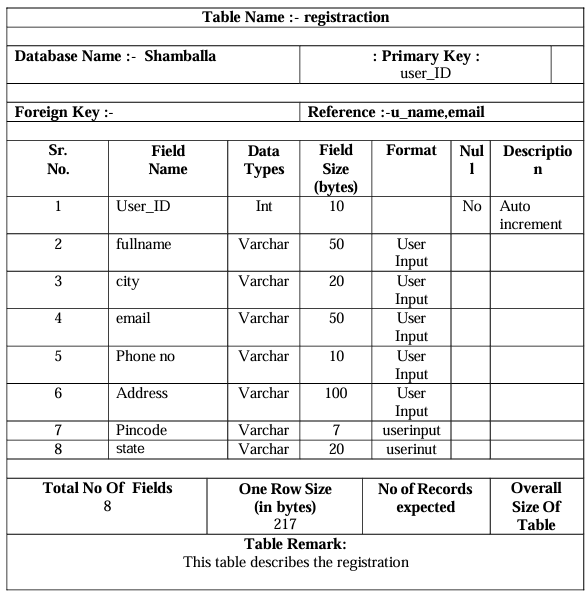 Table Name :- registraction
Database Name :- Shamballa
: Primary Key :
user_ID
Foreign Key :-
Reference :-u_name,email
Sr. No. Field Name Data Types Field Size (bytes) Format Nul l Descriptio n
1 User_ID Int 10 No Auto increment
2 fullname Varchar 50 User Input
3 city Varchar 20 User Input
4 email Varchar 50 User Input
5 Phone no Varchar 10 User Input
6 Address Varchar 100 User Input
7 Pincode Varchar 7 userinput
8 state Varchar 20 userinut
Total No Of Fields
8
One Row Size
(in bytes)
217
No of Records
expected
Overall
Size Of
Table
Table Remark:
This table describes the registration